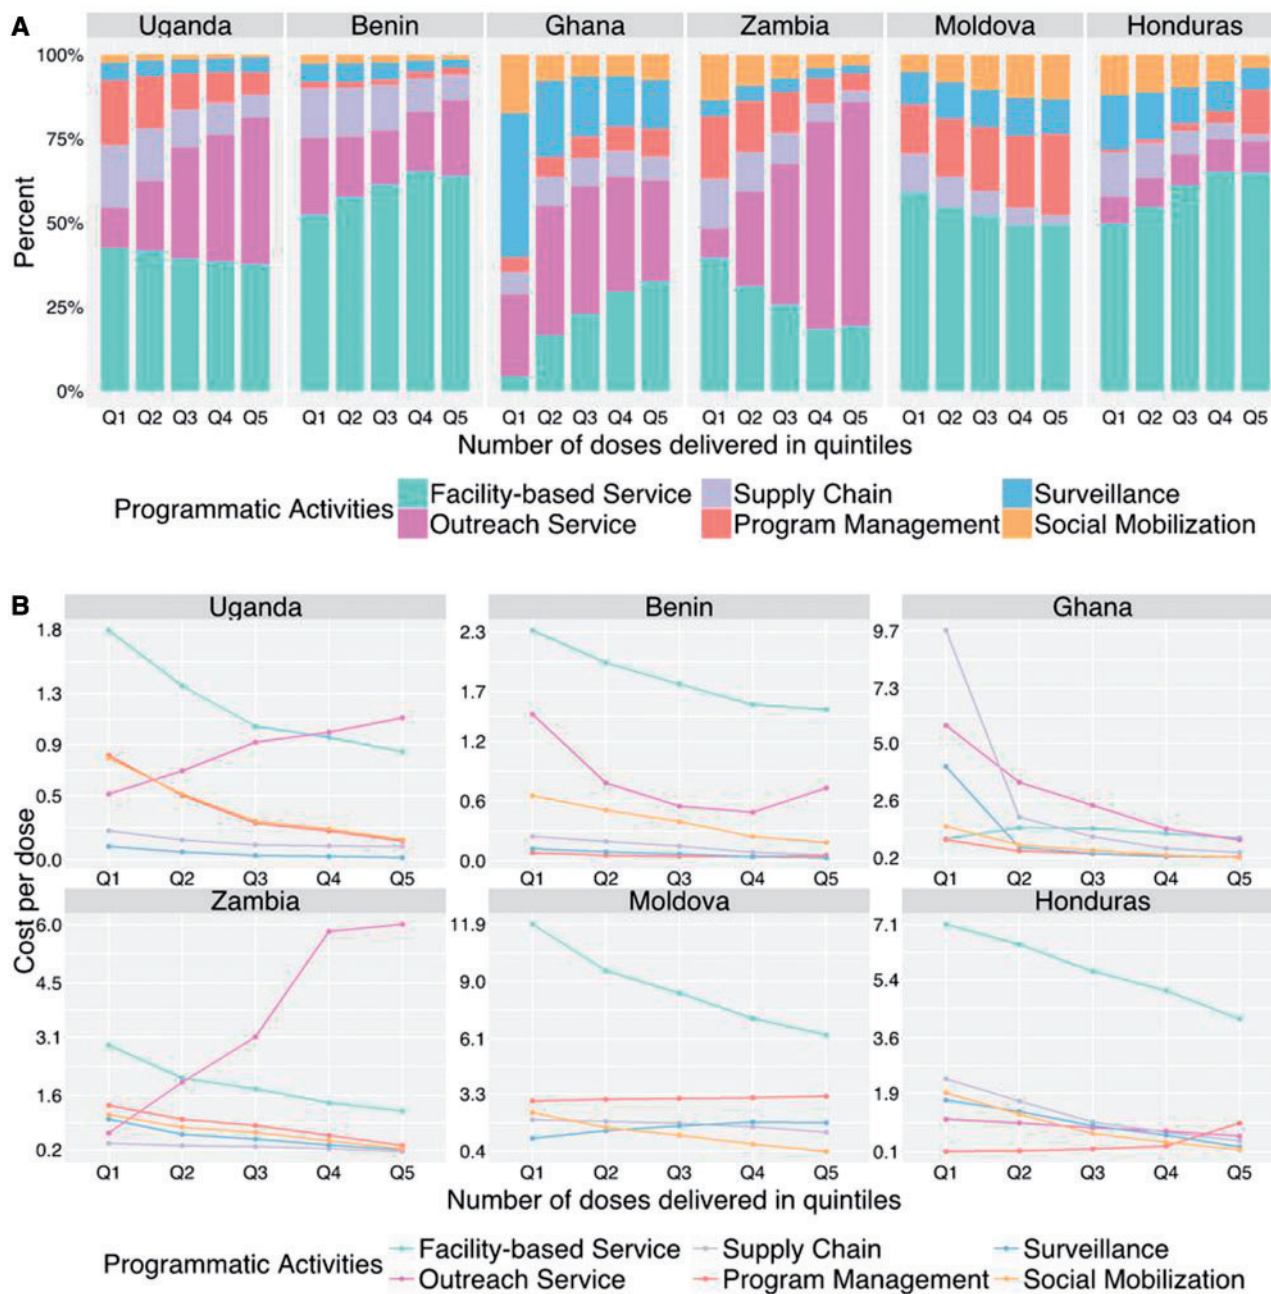 A
Uganda Benin Ghana Zambia Moldova Honduras
100%
75%
50%
25%
0%
Percent
Q1 Q2 Q3 Q4 Q5 Q1 Q2 Q3 Q4 Q5 Q1 Q2 Q3 Q4 Q5 Q1 Q2 Q3 Q4 Q5 Q1 Q2 Q3 Q4 Q5 Q1 Q2 Q3 Q4 Q5
Number of doses delivered in quintiles
Programmatic Activities
Facility-based Service Supply Chain Surveillance
Outreach Service Program Management Social Mobilization
B
Uganda Benin Ghana
1.8 2.3 9.7
1.3 1.7 7.3
0.9 1.2 5.0
0.5 0.6 2.6
0.0 0.0 0.2
Q1 Q2 Q3 Q4 Q5 Q1 Q2 Q3 Q4 Q5 Q1 Q2 Q3 Q4 Q5
Cost per dose
Zambia Moldova Honduras
6.0 11.9 7.1
4.5 9.0 5.4
3.1 6.1 3.6
1.6 3.3 1.9
0.2 0.4 0.1
Q1 Q2 Q3 Q4 Q5 Q1 Q2 Q3 Q4 Q5 Q1 Q2 Q3 Q4 Q5
Number of doses delivered in quintiles
Programmatic Activities
Facility-based Service Supply Chain Surveillance
Outreach Service Program Management Social Mobilization